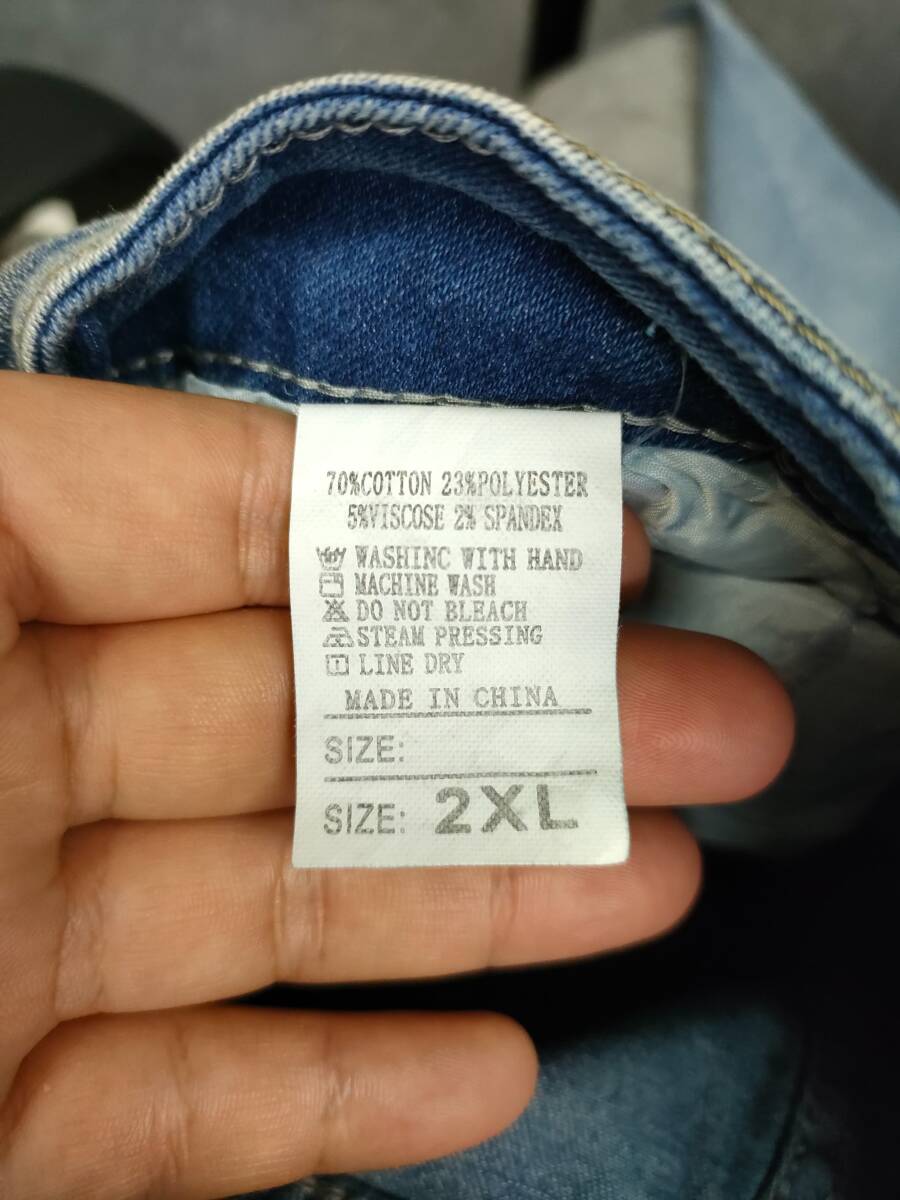 70%COTTON 23%POLYESTER
5%VISCOSE 2% SPANDEX
WASHINC WITH HAND
MACHINE WASH
DO NOT BLEACH
STEAM PRESSING
LINE DRY
MADE IN CHINA
SIZE:
SIZE: 2XL